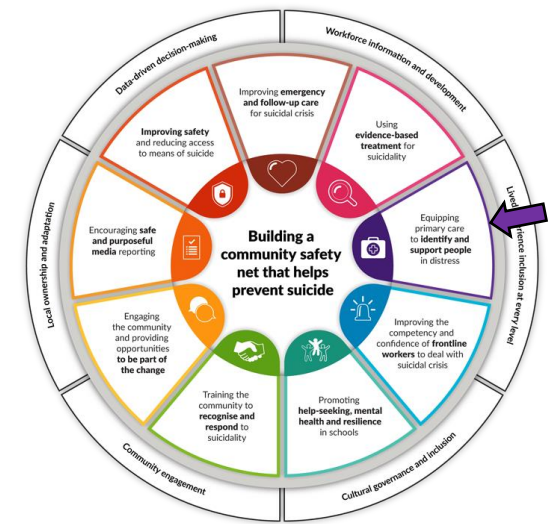 Building a
community safety
net that helps
prevent suicide
Improving emergency
and follow-up care
for suicidal crisis
Using
evidence-based
treatment for
suicidality
Equipping
primary care
to identify and
support people
in distress
Improving the
competency and
confidence of frontline
workers to deal with
suicidal crisis
Promoting
help-seeking, mental
health and resilience
in schools
Training the
community to
recognise and
respond to
suicidality
Engaging
the community
and providing
opportunities
to be part of
the change
Encouraging safe
and purposeful
media reporting
Improving safety
and reducing access
to means of suicide
Data-driven decision-making
Workforce information and development
Lived erience inclusion at every level
Cultural governance and inclusion
Community engagement
Local ownership and adaptation